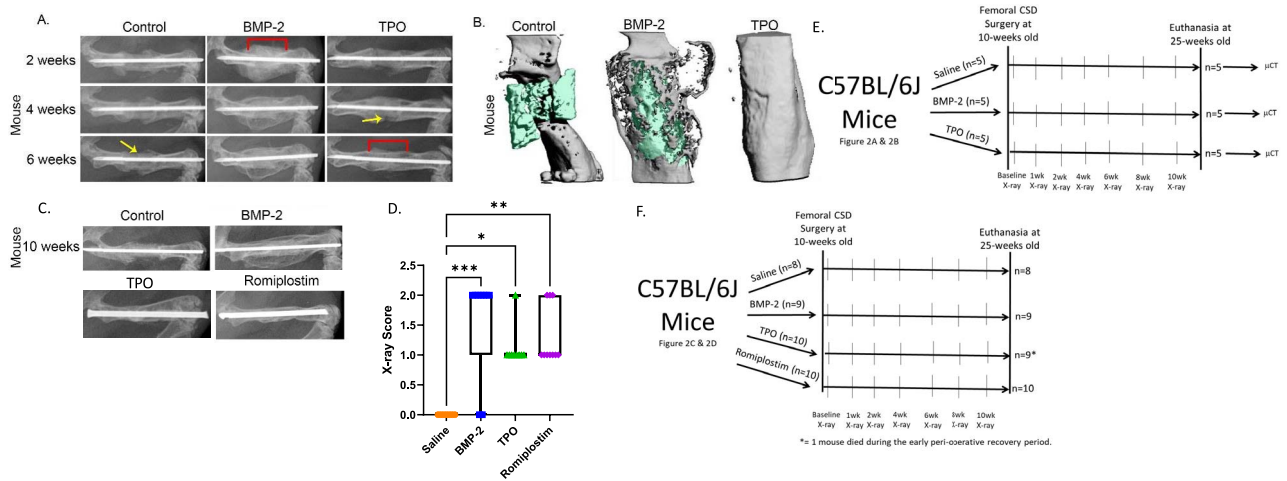 A.
Control
BMP-2
TPO
2 weeks
4 weeks
6 weeks
Mouse
B.
Control
BMP-2
TPO
Mouse
C.
Control
BMP-2
Mouse
10 weeks
TPO
Romiplostim
D.
**
*
***
2.5
2.0
1.5
1.0
0.5
0.0
X-ray Score
Saline
BMP-2
TPO
Romiplostim
E.
Femoral CSD
Surgery at
10-weeks old
Euthanasia at
25-weeks old
C57BL/6J
Mice
Figure 2A & 2B
Saline (n=5)
BMP-2 (n=5)
TPO (n=5)
n=5
μCT
n=5
μCT
n=5
μCT
Baseline 1wk 2wk 4wk 6wk 8wk 10wk
X-ray X-ray X-ray X-ray X-ray X-ray X-ray
F.
Femoral CSD
Surgery at
10-weeks old
Euthanasia at
25-weeks old
C57BL/6J
Mice
Figure 2C & 2D
Saline (n=8)
BMP-2 (n=9)
TPO (n=10)
Romiplostim (n=10)
n=8
n=9
n=9*
n=10
Baseline 1wk 2wk 4wk 6wk 8wk 10wk
X-ray X-ray X-ray X-ray X-ray X-ray X-ray
*= 1 mouse died during the early peri-operative recovery period.